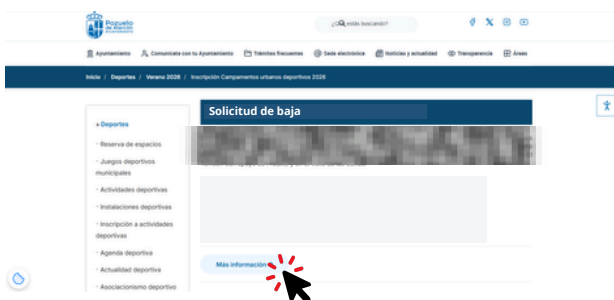 Pozuelo
de Alarcón
¿Qué estás buscando?
Ayuntamiento
Comunícate con tu Ayuntamiento
Trámites frecuentes
Sede electrónica
Noticias y actualidad
Transparencia
Áreas
Inicio / Deportes / Verano 2026 / Inscripción Campamentos urbanos deportivos 2026
Solicitud de baja
+ Deportes
· Reserva de espacios
· Juegos deportivos
municipales
· Actividades deportivas
· Instalaciones deportivas
· Inscripción a actividades
deportivas
· Agenda deportiva
· Actualidad deportiva
· Asociacionismo deportivo
Más información